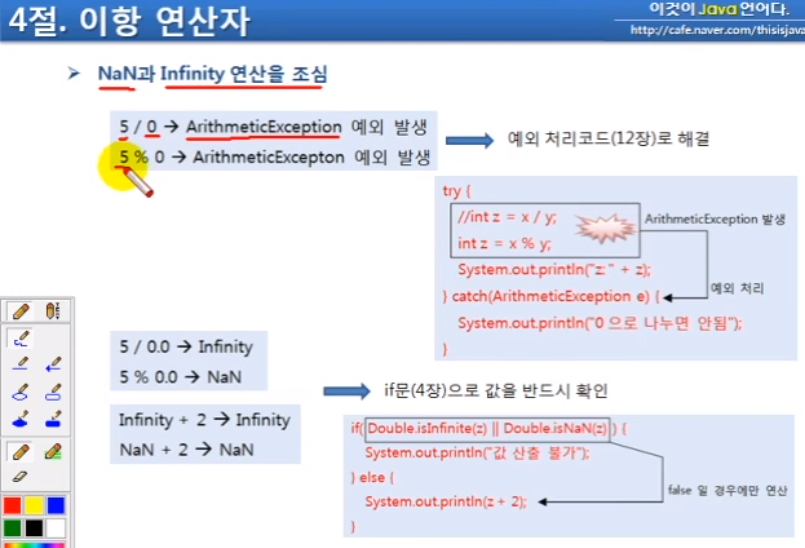 4절. 이항 연산자
이것이 Java 언어다.
http://cafe.naver.com/thisisjava
➤ NaN과 Infinity 연산을 조심
5 / 0 → ArithmeticException 예외 발생
5 % 0 → ArithmeticExcepton 예외 발생
예외 처리코드(12장)로 해결
try {
//int z = x / y;
int z = x % y;
ArithmeticException 발생
System.out.println("z: " + z);
} catch(ArithmeticException e) {
예외 처리
System.out.println("0 으로 나누면 안됨");
}
5 / 0.0 → Infinity
5 % 0.0 → NaN
Infinity + 2 → Infinity
NaN + 2 → NaN
if문(4장)으로 값을 반드시 확인
if( Double.isInfinite(z) || Double.isNaN(z) ) {
System.out.println("값 산출 불가");
} else {
System.out.println(z + 2);
}
false 일 경우에만 연산